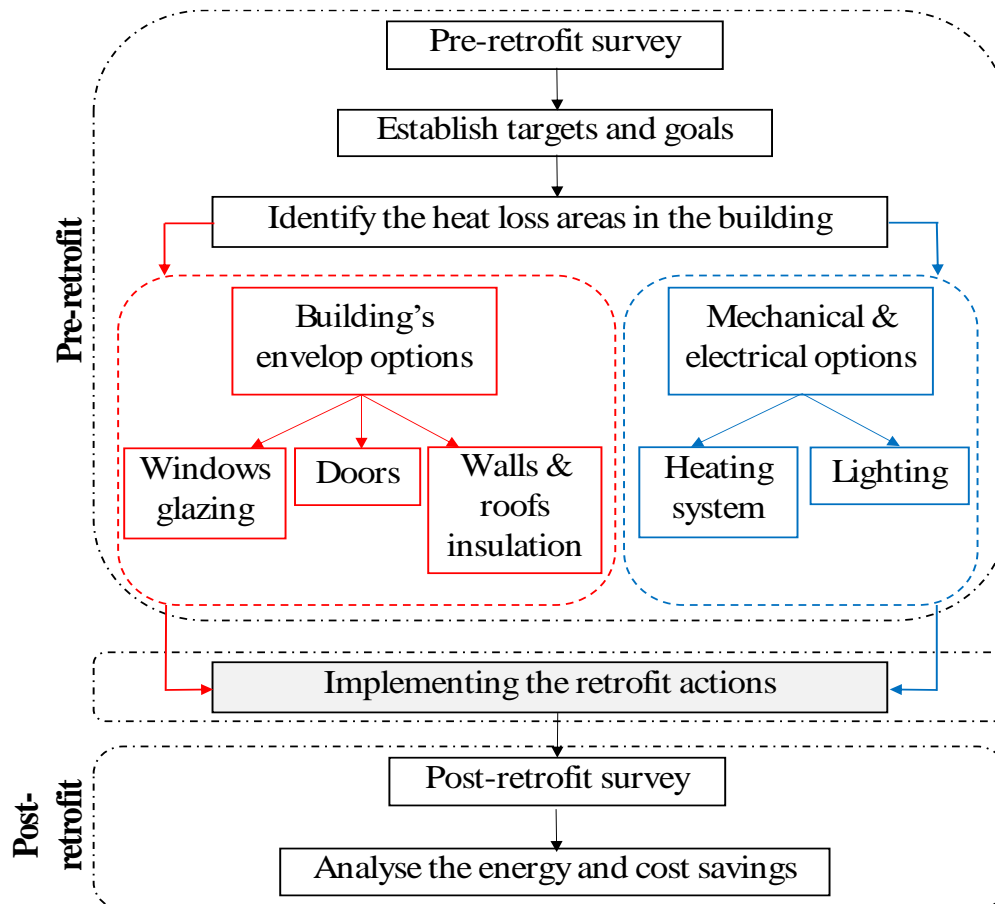 Pre-retrofit survey
Establish targets and goals
Identify the heat loss areas in the building
Pre-retrofit
Building’s
envelop options
Windows
glazing
Doors
Walls &
roofs
insulation
Mechanical &
electrical options
Heating
system
Lighting
Implementing the retrofit actions
Post-
retrofit
Post-retrofit survey
Analyse the energy and cost savings